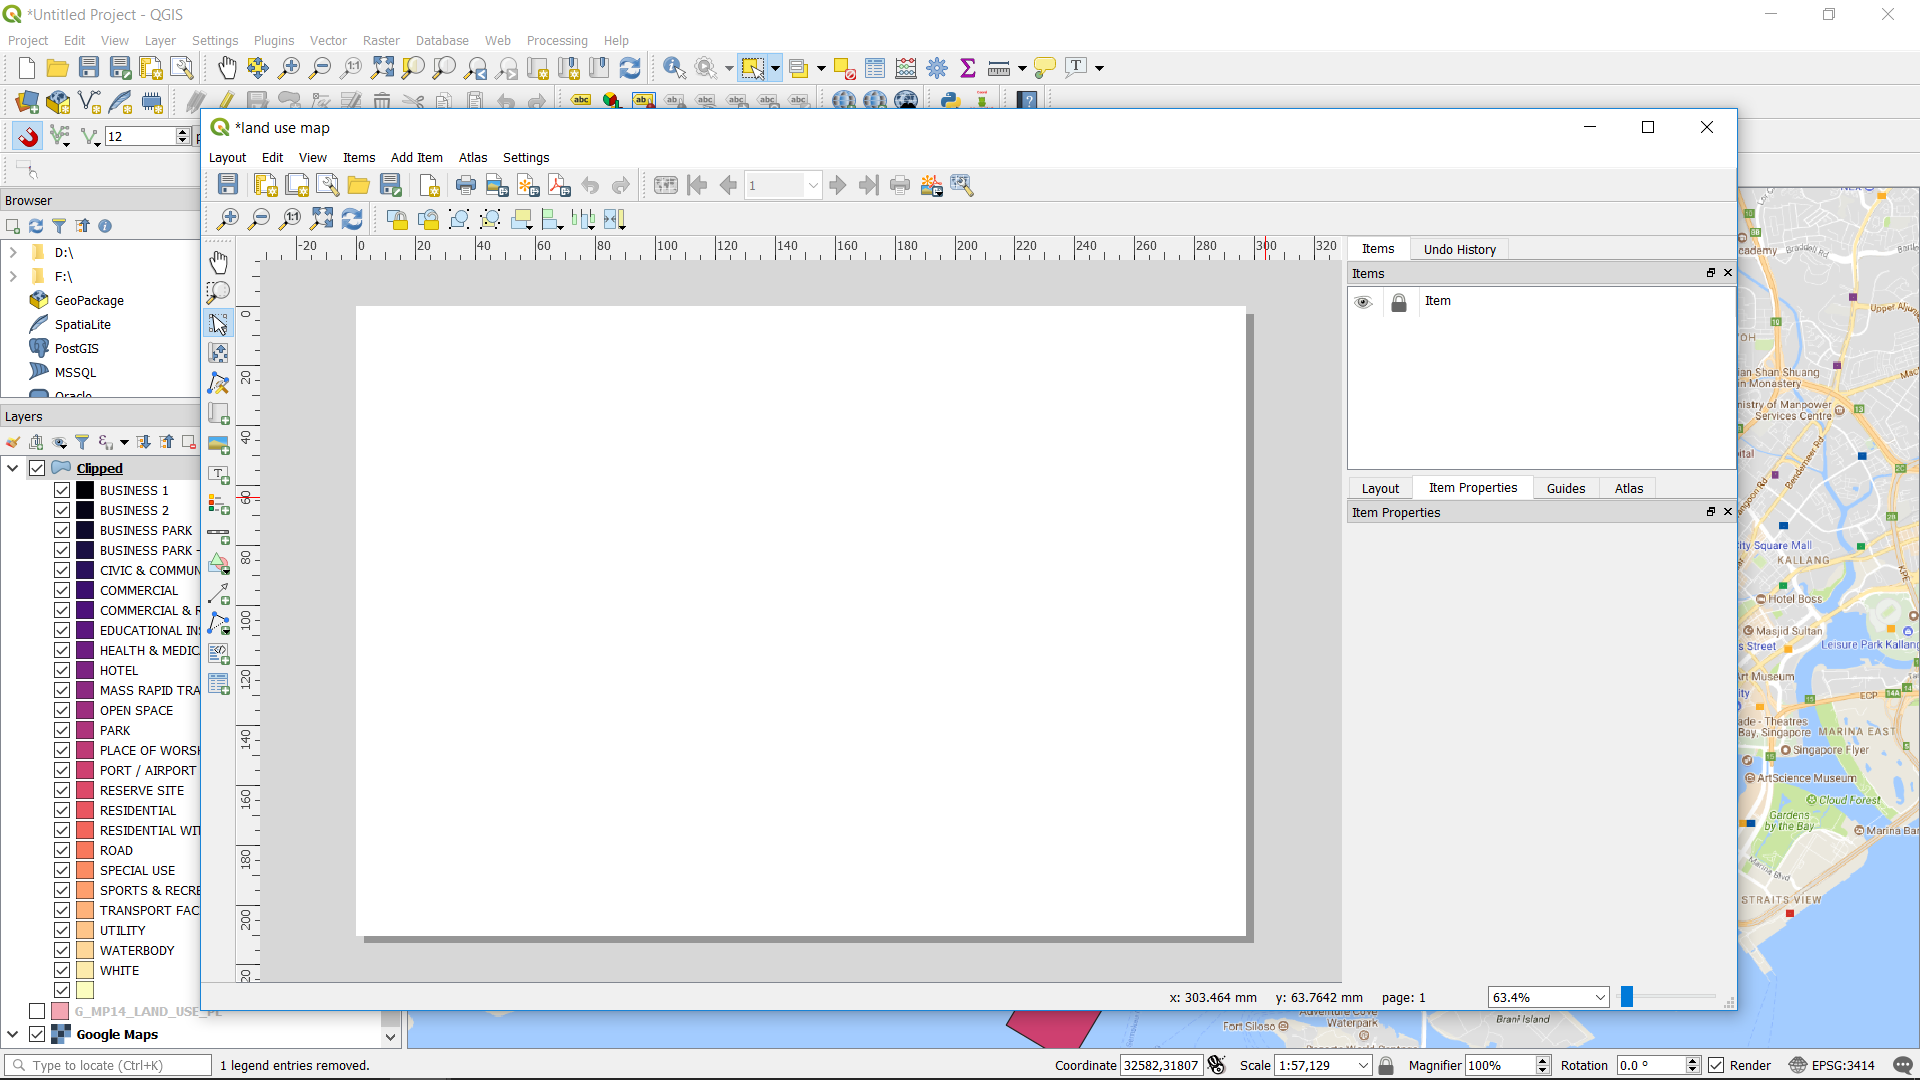 *Untitled Project - QGIS
Project Edit View Layer Settings Plugins Vector Raster Database Web Processing Help
12
*land use map
Layout Edit View Items Add Item Atlas Settings
1
Browser
D:\
F:\
GeoPackage
SpatiaLite
PostGIS
MSSQL
Oracle
Layers
Clipped
BUSINESS 1
BUSINESS 2
BUSINESS PARK
BUSINESS PARK -
CIVIC & COMMUN
COMMERCIAL
COMMERCIAL & R
EDUCATIONAL INS
HEALTH & MEDIC
HOTEL
MASS RAPID TRA
OPEN SPACE
PARK
PLACE OF WORSH
PORT / AIRPORT
RESERVE SITE
RESIDENTIAL
RESIDENTIAL WIT
ROAD
SPECIAL USE
SPORTS & RECRE
TRANSPORT FAC
UTILITY
WATERBODY
WHITE
G_MP14_LAND_USE_PL
Google Maps
-20 0 20 40 60 80 100 120 140 160 180 200 220 240 260 280 300 320
0
20
40
60
80
100
120
140
160
180
200
20
Items Undo History
Items
Item
Layout Item Properties Guides Atlas
Item Properties
x: 303.464 mm y: 63.7642 mm page: 1 63.4%
Upper Aljun
ian Shan Shuang
in Monastery
nistry of Manpower
Services Centre
Bendemeer Rd
City Square Mall
KALLANG
KPE
Hotel Boss
Masjid Sultan
s Street
Leisure Park Kallang
Art Museum
ECP
ade - Theatres
Bay, Singapore
MARINA EAST
Singapore Flyer
ArtScience Museum
Cloud Forest
Gardens
by the Bay
Marina Bar
Marina Blvd
STRAITS VIEW
Fort Siloso
Adventure Cove
Waterpark
Brani Island
Type to locate (Ctrl+K) 1 legend entries removed. Coordinate 32582,31807 Scale 1:57,129 Magnifier 100% Rotation 0.0 ° Render EPSG:3414